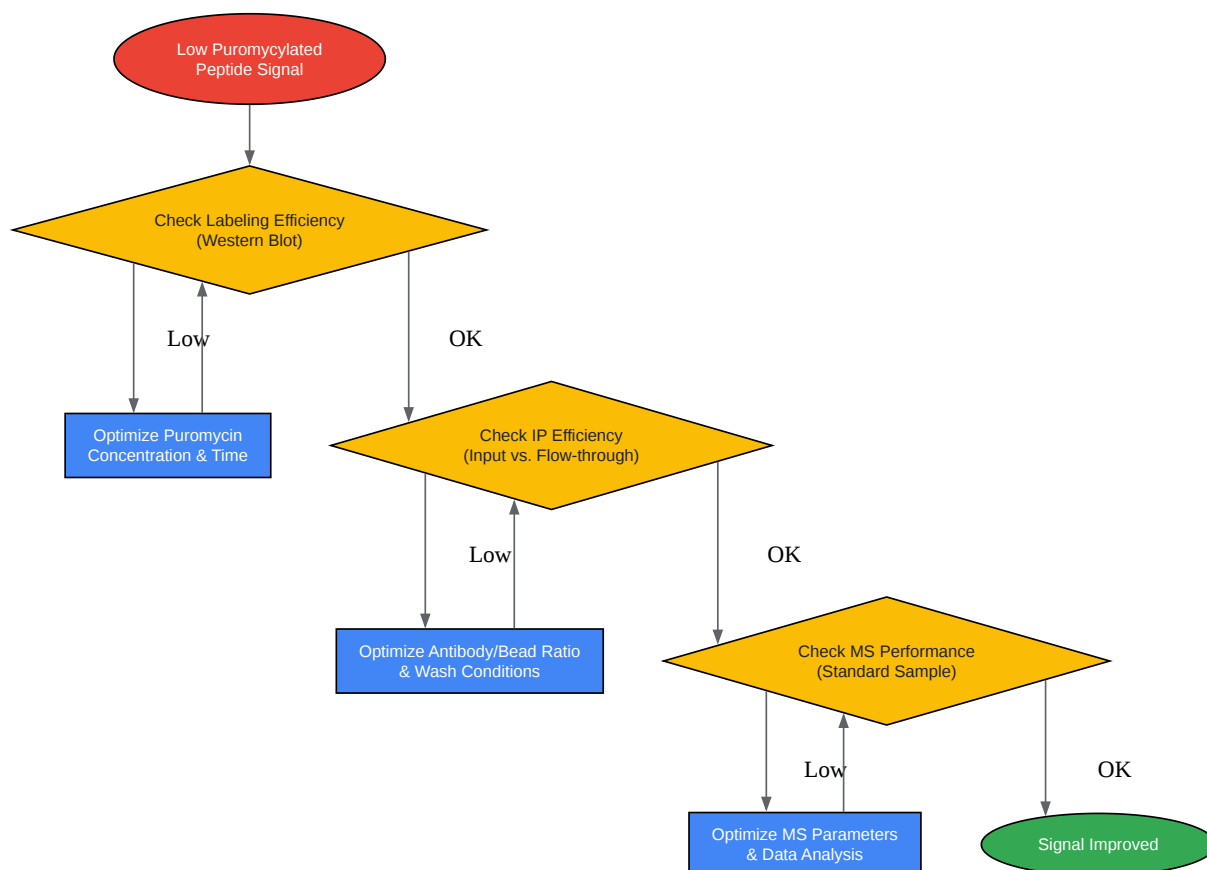 Low Puromycylated
Peptide Signal
Check Labeling Efficiency
(Western Blot)
Low
OK
Optimize Puromycin
Concentration & Time
Check IP Efficiency
(Input vs. Flow-through)
Low
OK
Optimize Antibody/Bead Ratio
& Wash Conditions
Check MS Performance
(Standard Sample)
Low
OK
Optimize MS Parameters
& Data Analysis
Signal Improved